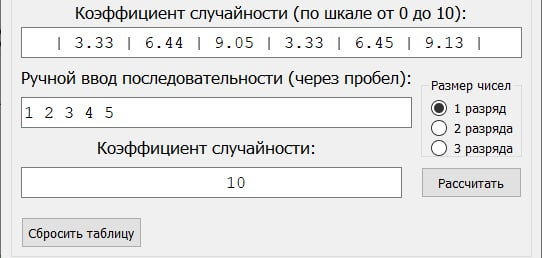 Коэффициент случайности (по шкале от 0 до 10):
| 3.33 | 6.44 | 9.05 | 3.33 | 6.45 | 9.13 |
Ручной ввод последовательности (через пробел):
Размер чисел
1 2 3 4 5
1 разряд
2 разряда
3 разряда
Коэффициент случайности:
10
Рассчитать
Сбросить таблицу